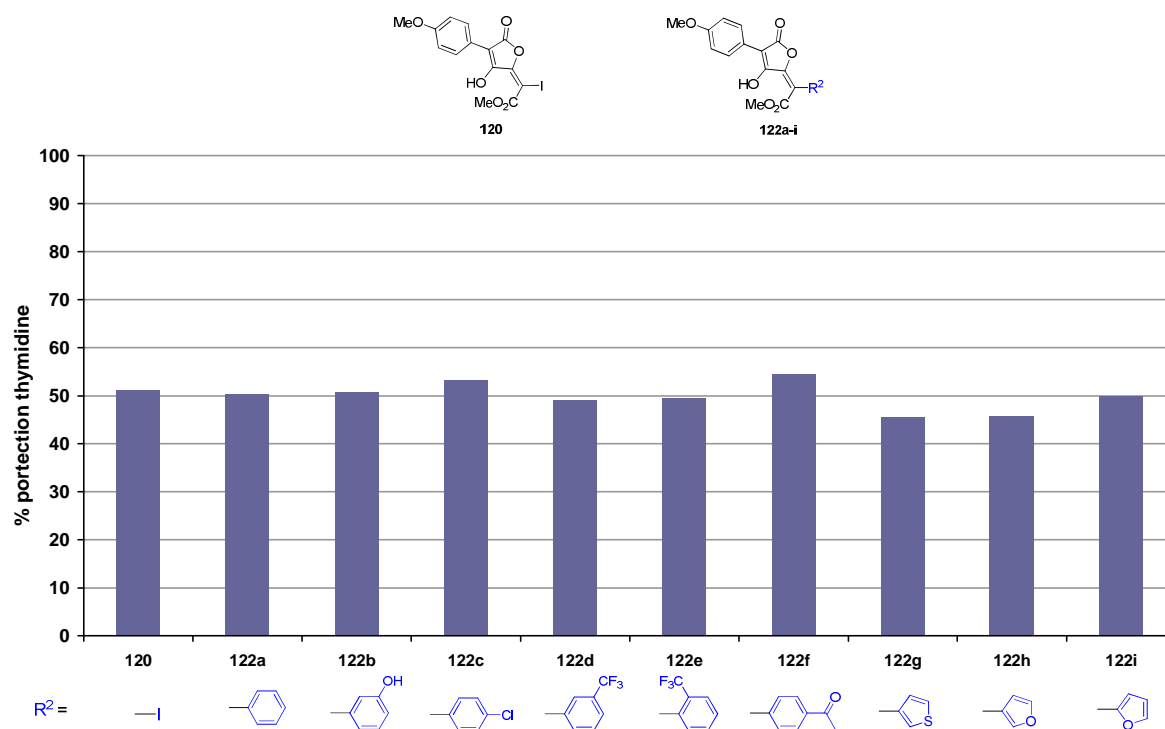 MeO O MeO O
O O
HO HO
I R²
MeO₂C MeO₂C
120 122a-i
100
90
80
70
60
50
40
30
20
10
0
% portection thymidine
120 122a 122b 122c 122d 122e 122f 122g 122h 122i
OH CF₃ F₃C O
R² = I Cl S O O